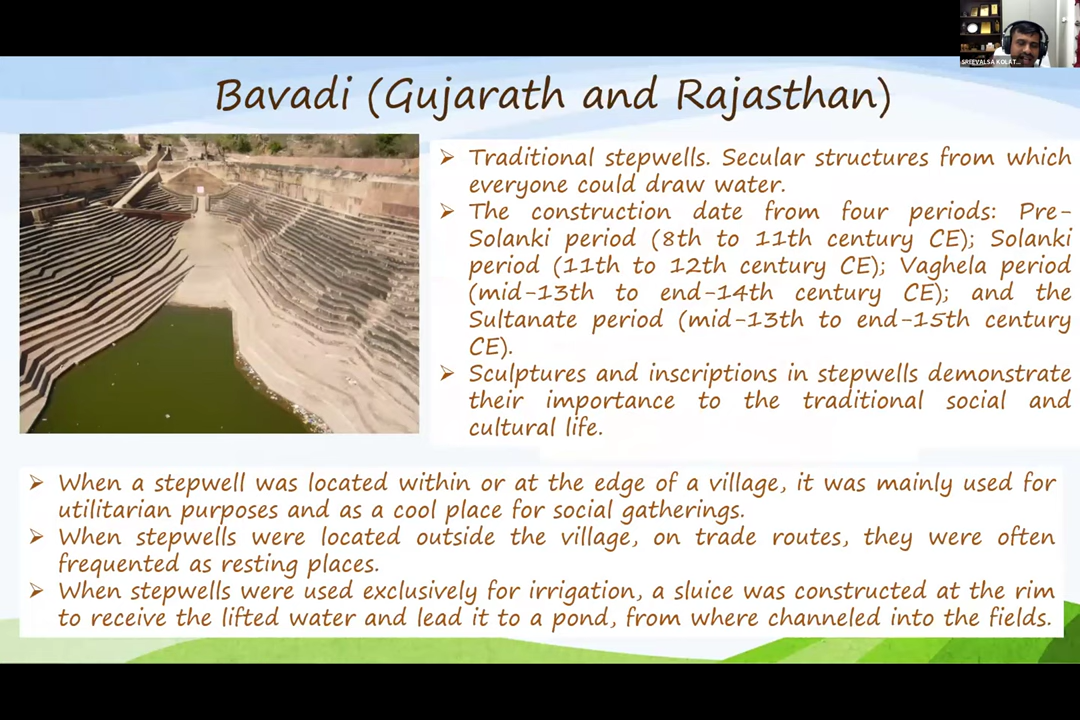 SREEVALSA KOLAT...
Bavadi (Gujarath and Rajasthan)
➢ Traditional stepwells. Secular structures from which
everyone could draw water.
➢ The construction date from four periods: Pre-
Solanki period (8th to 11th century CE); Solanki
period (11th to 12th century CE); Vaghela period
(mid-13th to end-14th century CE); and the
Sultanate period (mid-13th to end-15th century
CE).
➢ Sculptures and inscriptions in stepwells demonstrate
their importance to the traditional social and
cultural life.
➢ When a stepwell was located within or at the edge of a village, it was mainly used for
utilitarian purposes and as a cool place for social gatherings.
➢ When stepwells were located outside the village, on trade routes, they were often
frequented as resting places.
➢ When stepwells were used exclusively for irrigation, a sluice was constructed at the rim
to receive the lifted water and lead it to a pond, from where channeled into the fields.